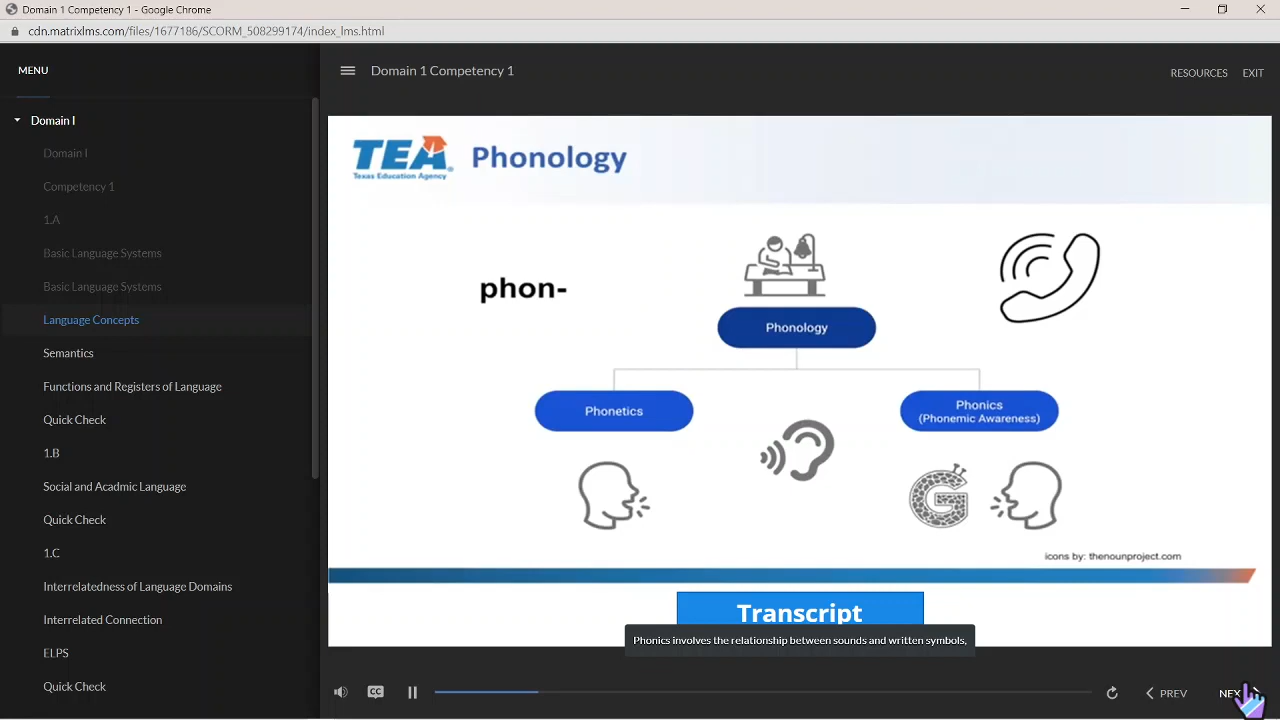 Domain 1 Competency 1 - Google Chrome
cdn.matrixlms.com/files/1677186/SCORM_508299174/index_lms.html
MENU
Domain 1 Competency 1
RESOURCES
EXIT
Domain I
Domain I
Competency 1
1.A
Basic Language Systems
Basic Language Systems
Language Concepts
Semantics
Functions and Registers of Language
Quick Check
1.B
Social and Acadmic Language
Quick Check
1.C
Interrelatedness of Language Domains
Interrelated Connection
ELPS
Quick Check
TEA
Texas Education Agency
Phonology
phon-
Phonology
Phonetics
Phonics
(Phonemic Awareness)
G
icons by: thenounproject.com
Transcript
Phonics involves the relationship between sounds and written symbols,
CC
PREV